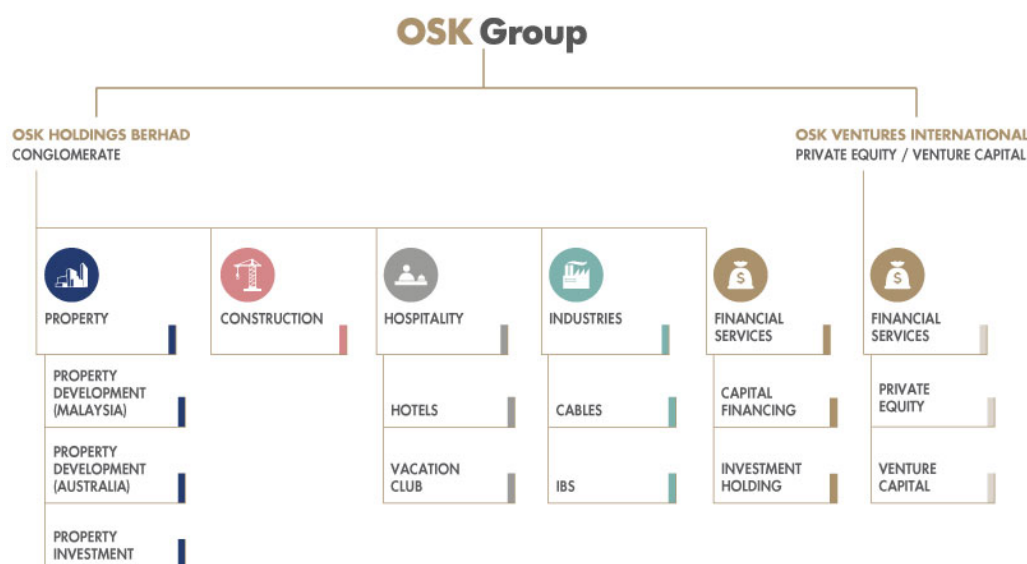 OSK Group
OSK HOLDINGS BERHAD
CONGLOMERATE
OSK VENTURES INTERNATIONAL
PRIVATE EQUITY / VENTURE CAPITAL
PROPERTY
CONSTRUCTION
HOSPITALITY
INDUSTRIES
FINANCIAL
SERVICES
FINANCIAL
SERVICES
PROPERTY
DEVELOPMENT
(MALAYSIA)
HOTELS
CABLES
CAPITAL
FINANCING
PRIVATE
EQUITY
PROPERTY
DEVELOPMENT
(AUSTRALIA)
VACATION
CLUB
IBS
INVESTMENT
HOLDING
VENTURE
CAPITAL
PROPERTY
INVESTMENT